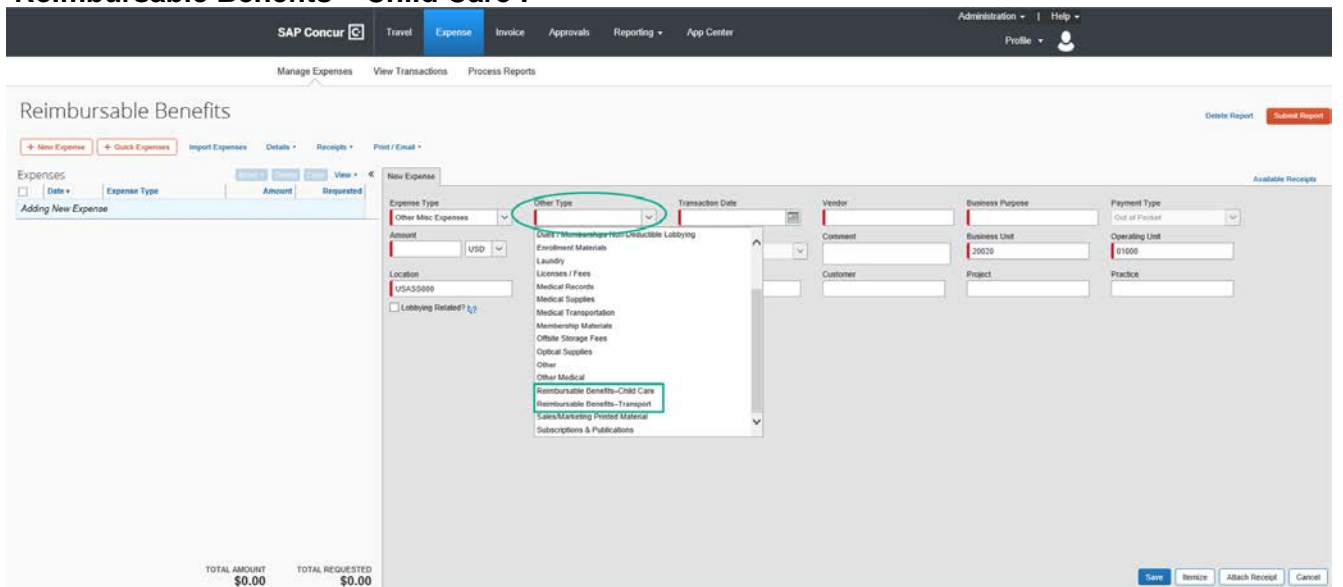 Reimbursable Benefits – Child Care .
SAP Concur C
Travel Expense Invoice Approvals Reporting App Center
Administration | Help
Profile
Manage Expenses View Transactions Process Reports
Reimbursable Benefits
Delete Report Submit Report
+ New Expense + Quick Expenses Import Expenses Details Receipts Print / Email
Expenses
Move Delete Copy View «
New Expense
Available Receipts
Date Expense Type Amount Requested
Adding New Expense
Expense Type Other Type Transaction Date Vendor Business Purpose Payment Type
Other Misc Expenses Out of Pocket
Amount Comment Business Unit Operating Unit
USD 20020 01000
Location Customer Project Practice
USASS000
Lobbying Related?
Dues / Memberships Non Deductible Lobbying
Enrollment Materials
Laundry
Licenses / Fees
Medical Records
Medical Supplies
Medical Transportation
Membership Materials
Offsite Storage Fees
Optical Supplies
Other
Other Medical
Reimbursable Benefits–Child Care
Reimbursable Benefits–Transport
Sales/Marketing Printed Material
Subscriptions & Publications
TOTAL AMOUNT TOTAL REQUESTED
$0.00 $0.00
Save Itemize Attach Receipt Cancel